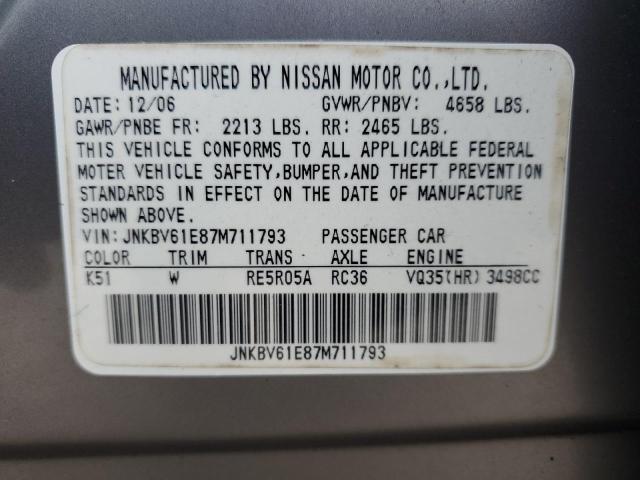 MANUFACTURED BY NISSAN MOTOR CO.,LTD.
DATE: 12/06 GVWR/PNBV: 4658 LBS.
GAWR/PNBE FR: 2213 LBS. RR: 2465 LBS.
THIS VEHICLE CONFORMS TO ALL APPLICABLE FEDERAL
MOTER VEHICLE SAFETY,BUMPER,AND THEFT PREVENTION
STANDARDS IN EFFECT ON THE DATE OF MANUFACTURE
SHOWN ABOVE.
VIN: JNKBV61E87M711793 PASSENGER CAR
COLOR TRIM TRANS AXLE ENGINE
K51 W RE5R05A RC36 VQ35(HR) 3498CC
JNKBV61E87M711793